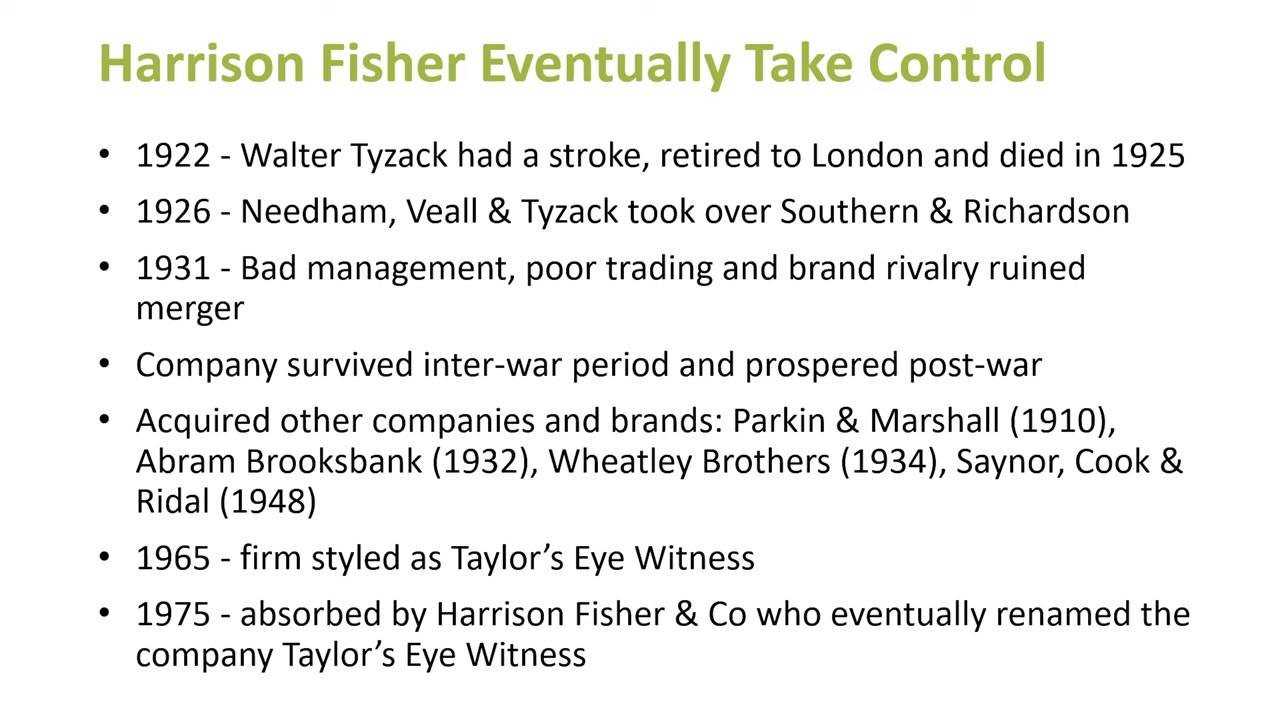 Harrison Fisher Eventually Take Control
• 1922 - Walter Tyzack had a stroke, retired to London and died in 1925
• 1926 - Needham, Veall & Tyzack took over Southern & Richardson
• 1931 - Bad management, poor trading and brand rivalry ruined
merger
• Company survived inter-war period and prospered post-war
• Acquired other companies and brands: Parkin & Marshall (1910),
Abram Brooksbank (1932), Wheatley Brothers (1934), Saynor, Cook &
Ridal (1948)
• 1965 - firm styled as Taylor’s Eye Witness
• 1975 - absorbed by Harrison Fisher & Co who eventually renamed the
company Taylor’s Eye Witness